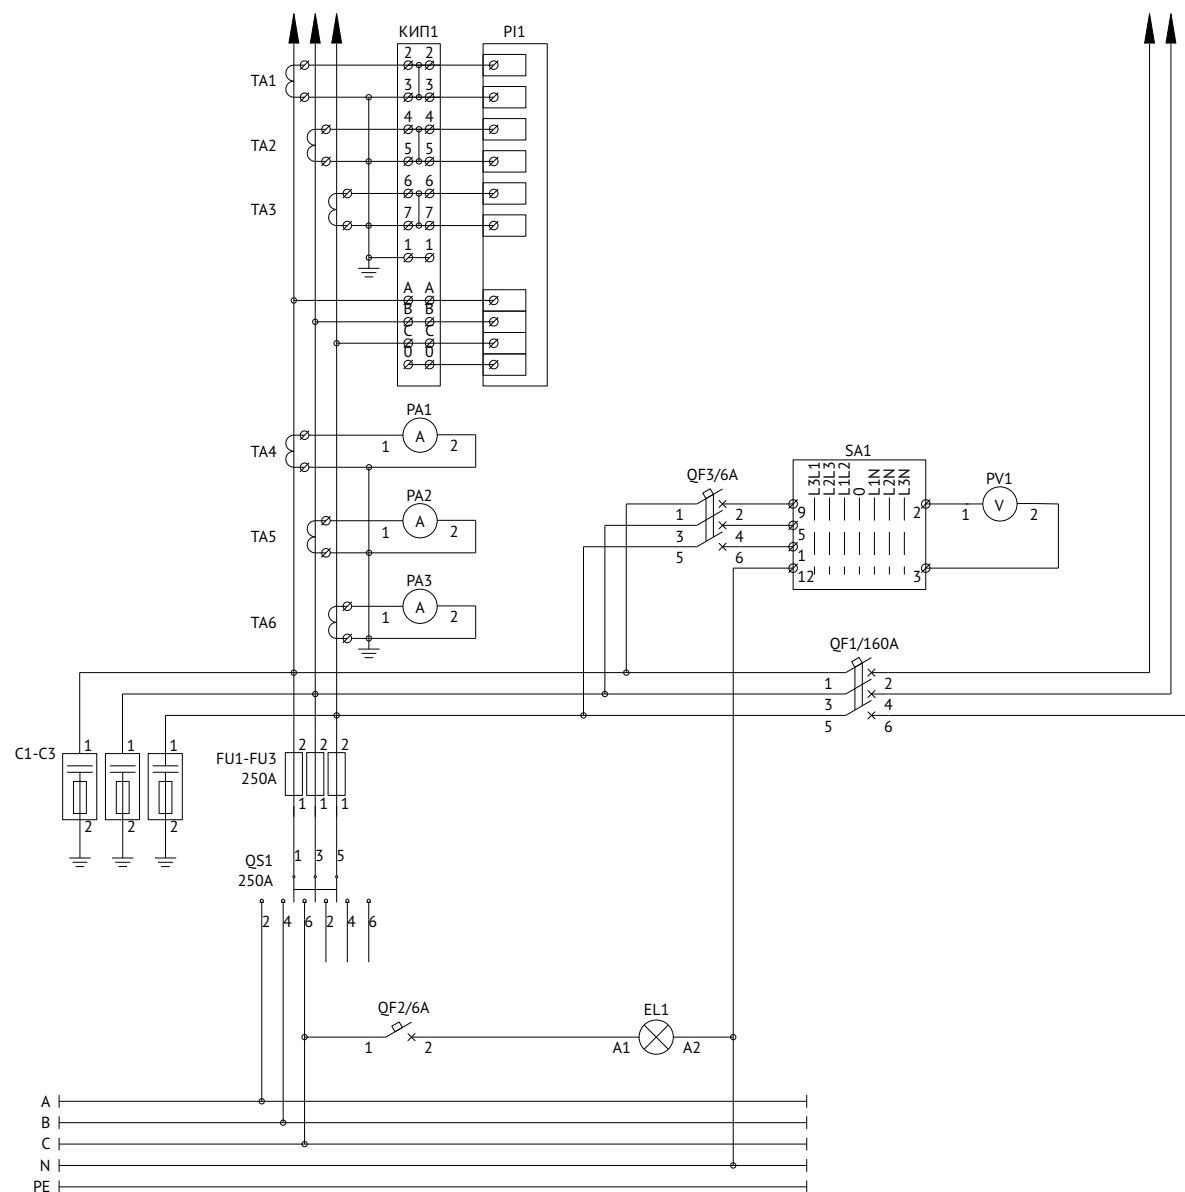 КИП1
PI1
2 2
TA1
3 3
4 4
TA2
5 5
6 6
TA3
7 7
1 1
A A
B B
C C
0 0
PA1
A
1 2
TA4
SA1
L3L1
L2L3
L1L2
O
L1N
L2N
L3N
QF3/6A
PV1
V
1 2
PA2
A
1 2
TA5
1 2
3 4
5 6
9
5
1
12
2
3
PA3
A
1 2
TA6
QF1/160A
1 2
3 4
5 6
C1-C3
1 1 1
2 2 2
FU1-FU3
250A
2 2 2
1 1 1
QS1
250A
1 3 5
2 4 6 2 4 6
QF2/6A
1 2
EL1
A1 A2
A
B
C
N
PE